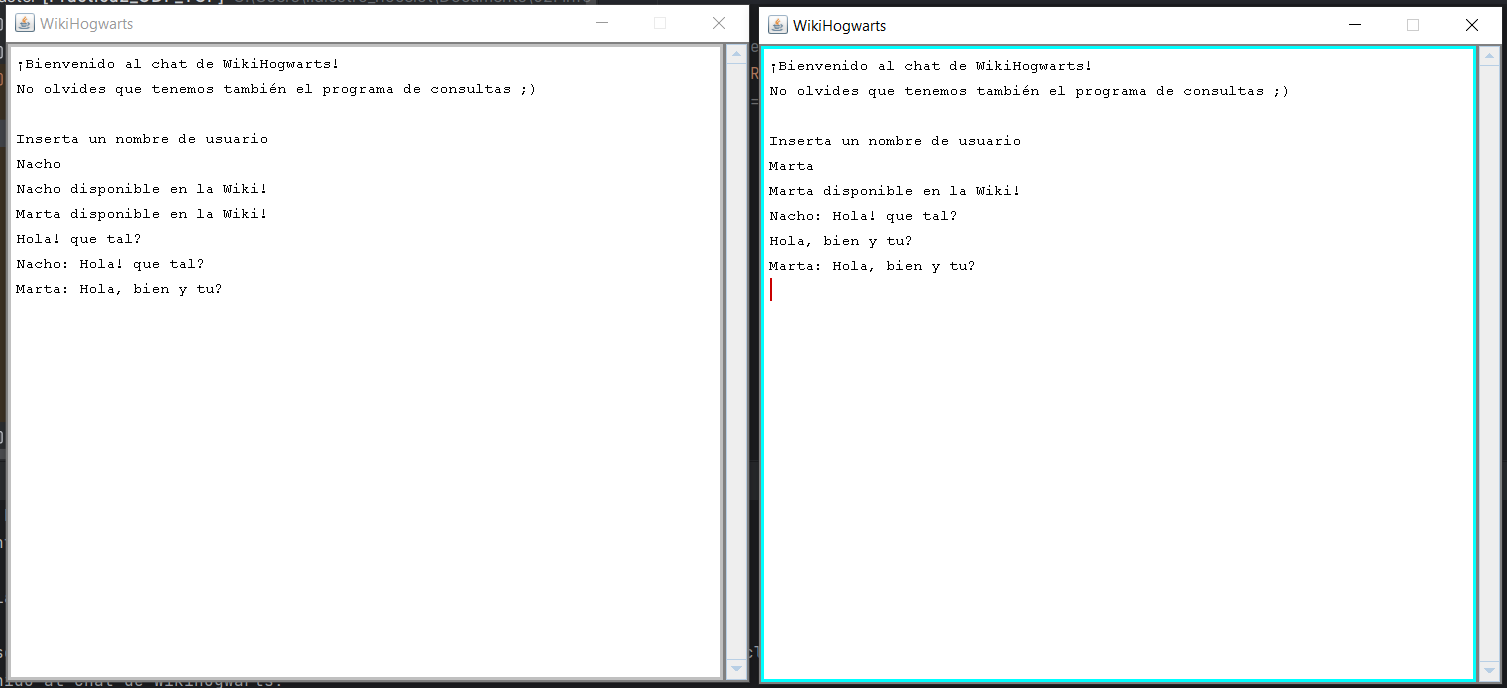 WikiHogwarts
¡Bienvenido al chat de WikiHogwarts!
No olvides que tenemos también el programa de consultas ;)
Inserta un nombre de usuario
Nacho
Nacho disponible en la Wiki!
Marta disponible en la Wiki!
Hola! que tal?
Nacho: Hola! que tal?
Marta: Hola, bien y tu?
WikiHogwarts
¡Bienvenido al chat de WikiHogwarts!
No olvides que tenemos también el programa de consultas ;)
Inserta un nombre de usuario
Marta
Marta disponible en la Wiki!
Nacho: Hola! que tal?
Hola, bien y tu?
Marta: Hola, bien y tu?